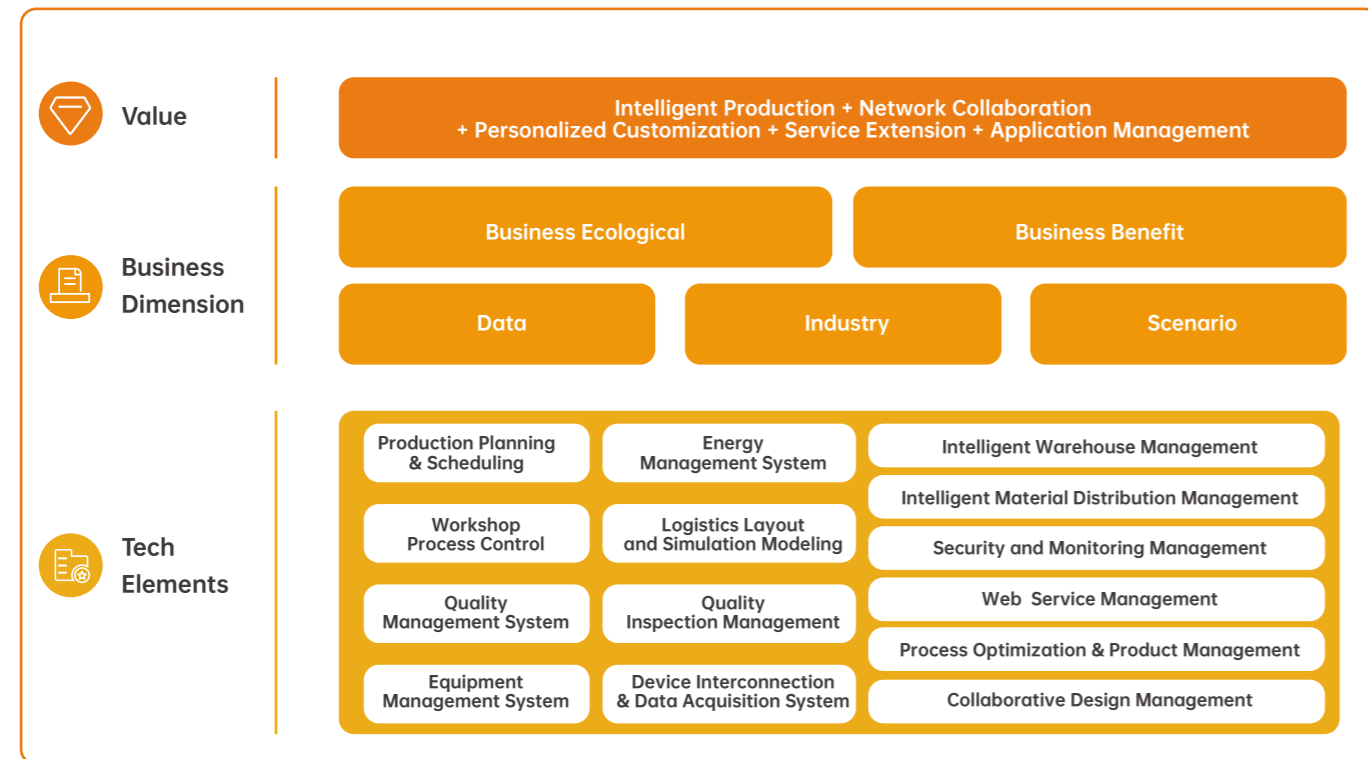 Value
Intelligent Production + Network Collaboration
+ Personalized Customization + Service Extension + Application Management
Business
Dimension
Business Ecological
Business Benefit
Data
Industry
Scenario
Tech
Elements
Production Planning
& Scheduling
Workshop
Process Control
Quality
Management System
Equipment
Management System
Energy
Management System
Logistics Layout
and Simulation Modeling
Quality
Inspection Management
Device Interconnection
& Data Acquisition System
Intelligent Warehouse Management
Intelligent Material Distribution Management
Security and Monitoring Management
Web Service Management
Process Optimization & Product Management
Collaborative Design Management